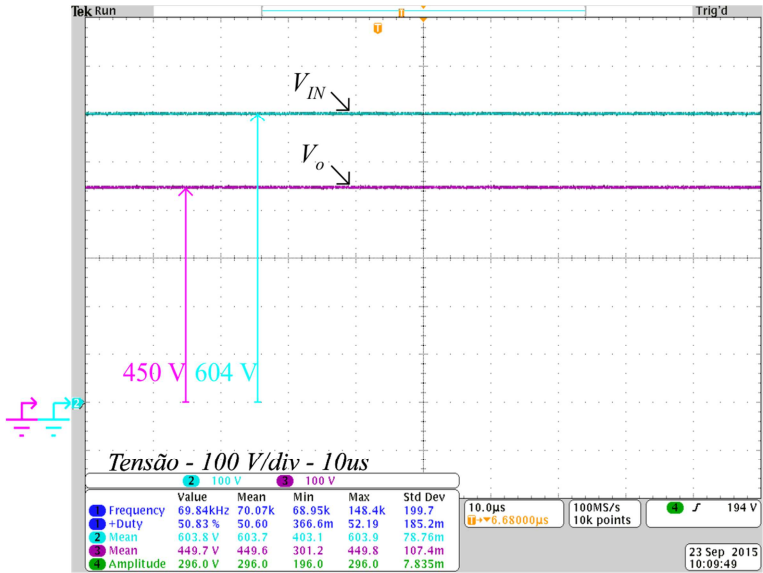 Tek Run Trig'd
T
T
V_IN
V_o
450 V 604 V
2
Tensão - 100 V/div - 10us
2 100 V 3 100 V
Value Mean Min Max Std Dev
1 Frequency 69.84kHz 70.07k 68.95k 148.4k 199.7
1 +Duty 50.83 % 50.60 366.6m 52.19 185.2m
2 Mean 603.8 V 603.7 403.1 603.9 78.76m
3 Mean 449.7 V 449.6 301.2 449.8 107.4m
4 Amplitude 296.0 V 296.0 196.0 296.0 7.835m
10.0µs
T→▼6.68000µs
100MS/s
10k points
4 194 V
23 Sep 2015
10:09:49